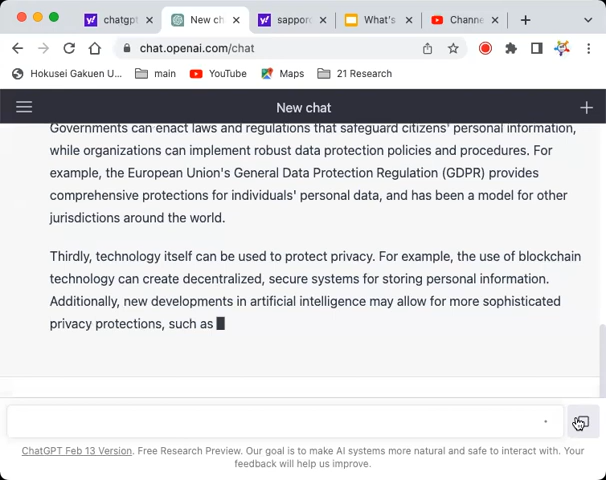 chatgpt
New ch
sapporo
What's
Channe
chat.openai.com/chat
Hokusei Gakuen U...
main
YouTube
Maps
21 Research
New chat
Governments can enact laws and regulations that safeguard citizens' personal information,
while organizations can implement robust data protection policies and procedures. For
example, the European Union's General Data Protection Regulation (GDPR) provides
comprehensive protections for individuals' personal data, and has been a model for other
jurisdictions around the world.
Thirdly, technology itself can be used to protect privacy. For example, the use of blockchain
technology can create decentralized, secure systems for storing personal information.
Additionally, new developments in artificial intelligence may allow for more sophisticated
privacy protections, such as
ChatGPT Feb 13 Version. Free Research Preview. Our goal is to make AI systems more natural and safe to interact with. Your
feedback will help us improve.